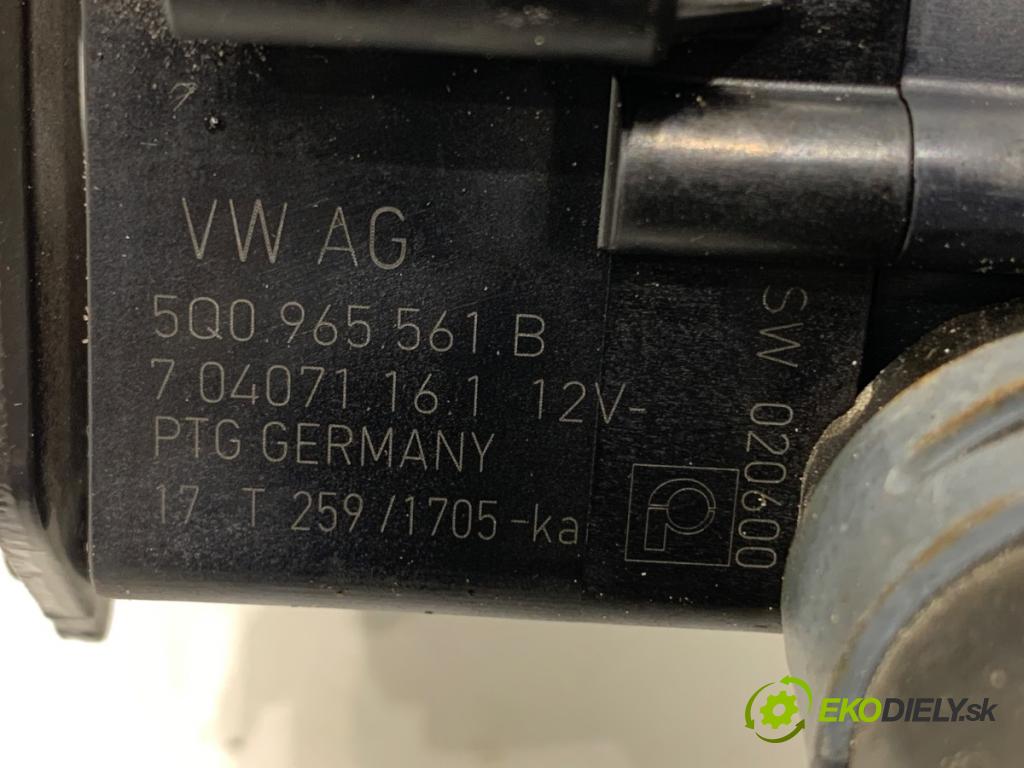 VW AG
5Q0 965 561 B
7.04071 16.1 12V-
PTG GERMANY
17 T 259/1705-ka
SW 020600
EKODIELY.sk